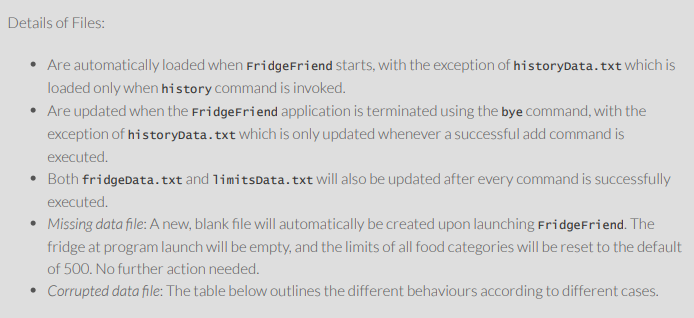 Details of Files:
• Are automatically loaded when FridgeFriend starts, with the exception of historyData.txt which is
loaded only when history command is invoked.
• Are updated when the FridgeFriend application is terminated using the bye command, with the
exception of historyData.txt which is only updated whenever a successful add command is
executed.
• Both fridgeData.txt and limitsData.txt will also be updated after every command is successfully
executed.
• Missing data file: A new, blank file will automatically be created upon launching FridgeFriend. The
fridge at program launch will be empty, and the limits of all food categories will be reset to the default
of 500. No further action needed.
• Corrupted data file: The table below outlines the different behaviours according to different cases.